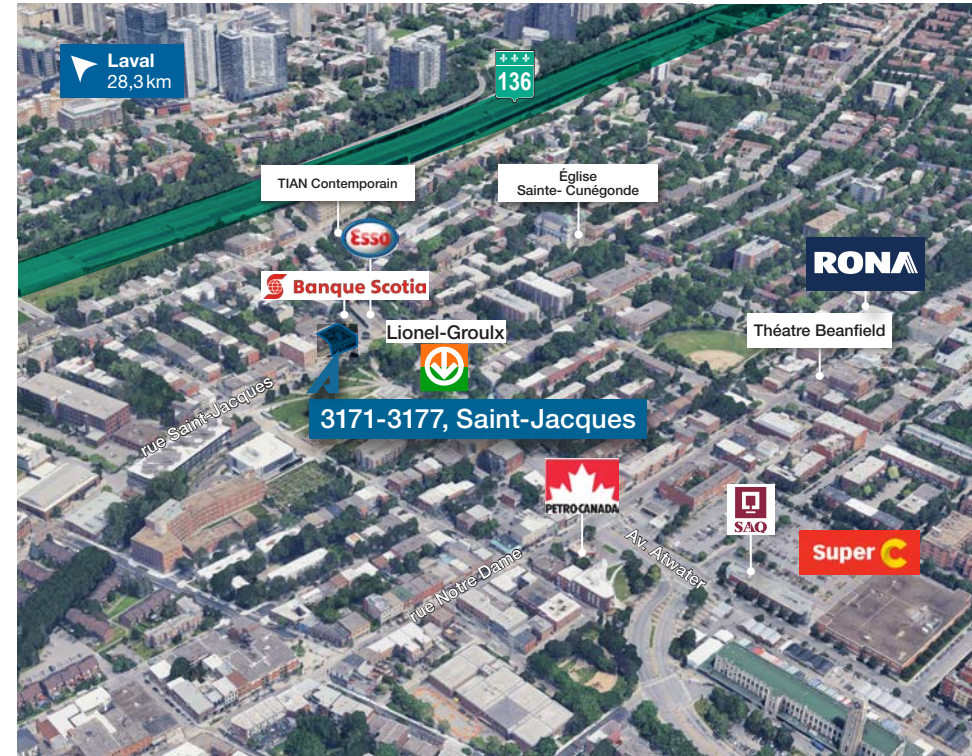 Laval
28,3 km
136
TIAN Contemporain
Église
Sainte- Cunégonde
Esso
RONA
Banque Scotia
Lionel-Groulx
Théatre Beanfield
rue Saint-Jacques
3171-3177, Saint-Jacques
PETRO CANADA
SAQ
Av. Atwater
Super C
rue Notre Dame